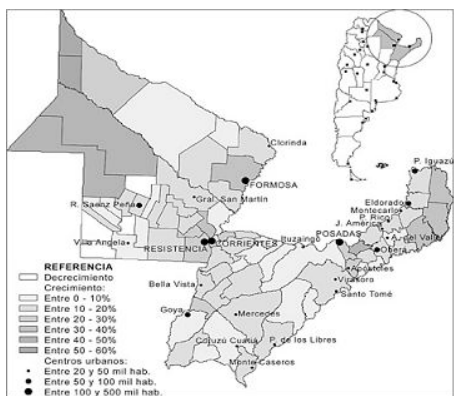 Clorinda
P. Iguazú
FORMOSA
R. Saenz Peña
Gral. San Martín
Eldorado
Montecarlo
P. Rico
J. América
POSADAS
A. del Valle
Villa Angela
RESISTENCIA
CORRIENTES
Ituzaingó
Oberá
Apóstoles
Bella Vista
Virasoro
Santo Tomé
Goya
Mercedes
Curuzú Cuatiá
P. de los Libres
Monte Caseros
REFERENCIA
Decrecimiento
Crecimiento:
Entre 0 - 10%
Entre 10 - 20%
Entre 20 - 30%
Entre 30 - 40%
Entre 40 - 50%
Entre 50 - 60%
Centros urbanos:
Entre 20 y 50 mil hab.
Entre 50 y 100 mil hab.
Entre 100 y 500 mil hab.